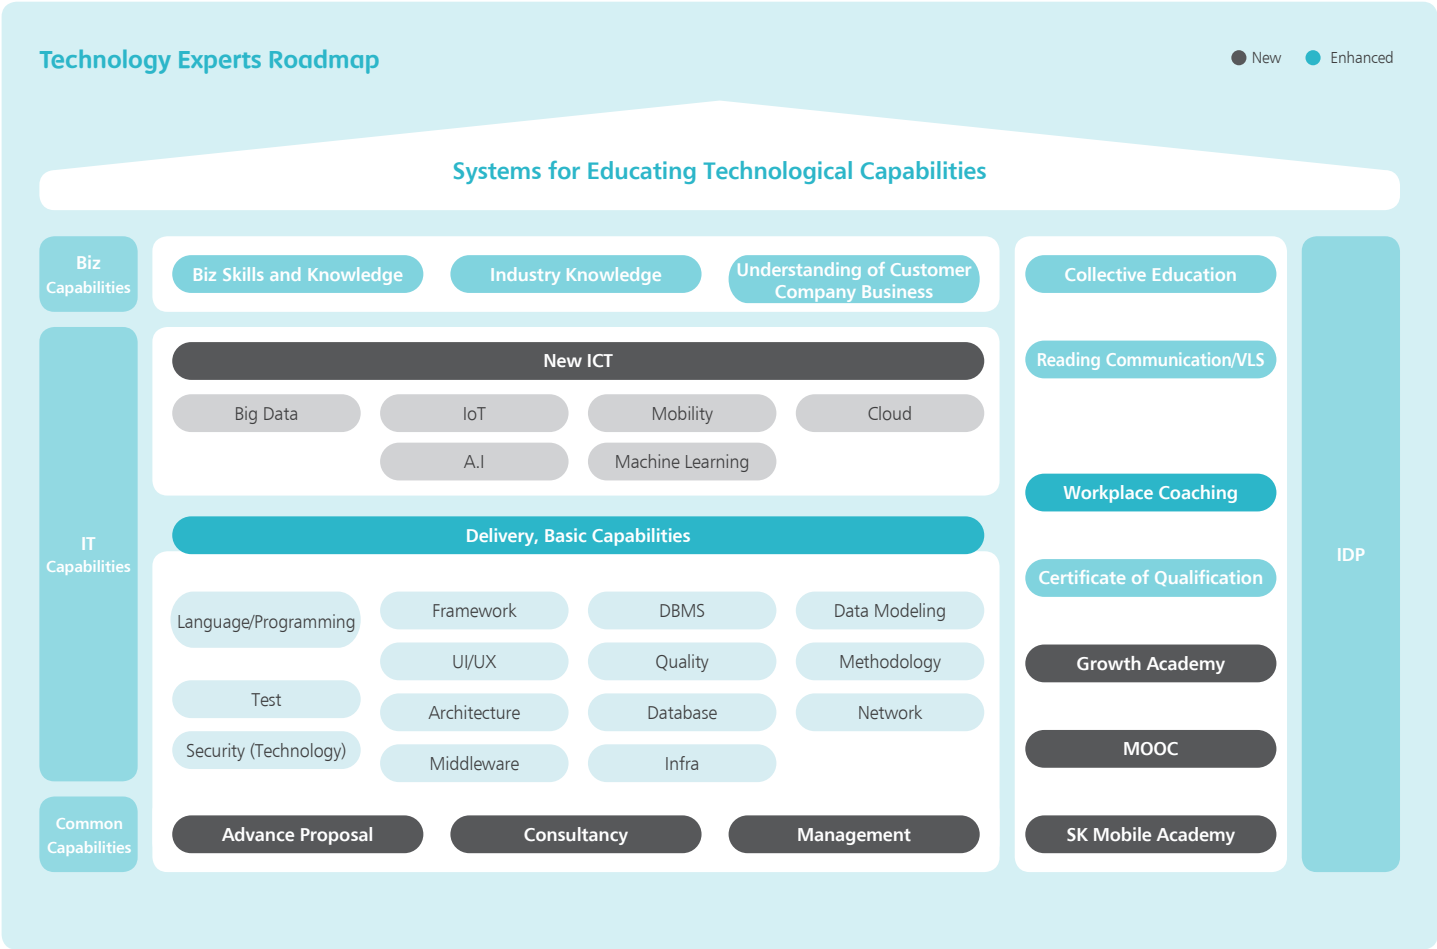 Technology Experts Roadmap
New
Enhanced
Systems for Educating Technological Capabilities
Biz
Capabilities
Biz Skills and Knowledge
Industry Knowledge
Understanding of Customer
Company Business
IT
Capabilities
New ICT
Big Data
IoT
Mobility
Cloud
A.I
Machine Learning
Delivery, Basic Capabilities
Language/Programming
Framework
DBMS
Data Modeling
UI/UX
Quality
Methodology
Test
Architecture
Database
Network
Security (Technology)
Middleware
Infra
Common
Capabilities
Advance Proposal
Consultancy
Management
Collective Education
Reading Communication/VLS
Workplace Coaching
Certificate of Qualification
Growth Academy
MOOC
SK Mobile Academy
IDP